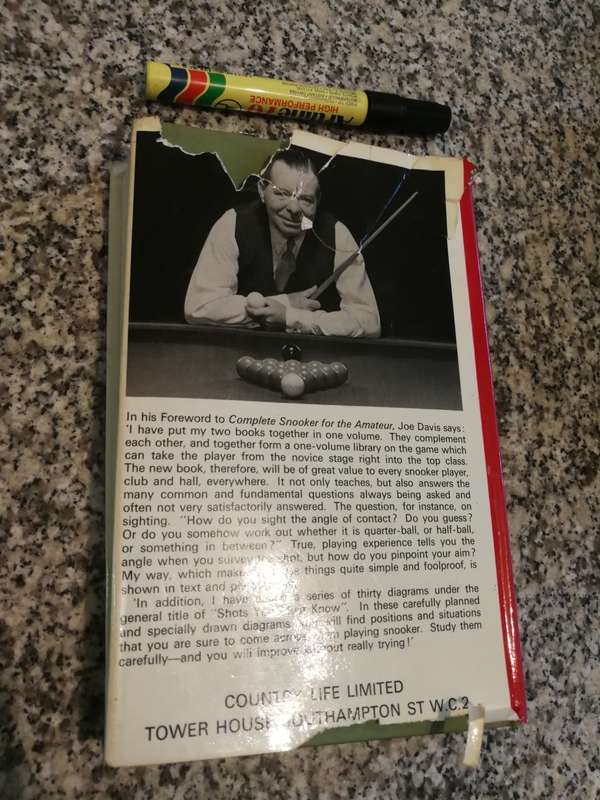 Artline 70
HIGH PERFORMANCE
In his Foreword to Complete Snooker for the Amateur, Joe Davis says:
'I have put my two books together in one volume. They complement
each other, and together form a one-volume library on the game which
can take the player from the novice stage right into the top class.
The new book, therefore, will be of great value to every snooker player,
club and hall, everywhere. It not only teaches, but also answers the
many common and fundamental questions always being asked and
often not very satisfactorily answered. The question, for instance, on
sighting. "How do you sight the angle of contact? Do you guess?
Or do you somehow work out whether it is quarter-ball, or half-ball,
or something in between?" True, playing experience tells you the
angle when you survey the shot, but how do you pinpoint your aim?
My way, which things quite simple and foolproof, is
shown in text and
'In addition, I have a series of thirty diagrams under the
general title of "Shots Know". In these carefully planned
and specially drawn diagrams you will find positions and situations
that you are sure to come across when playing snooker. Study them
carefully—and you will improve without really trying!'
COUNTRY LIFE LIMITED
TOWER HOUSE SOUTHAMPTON ST W.C.2